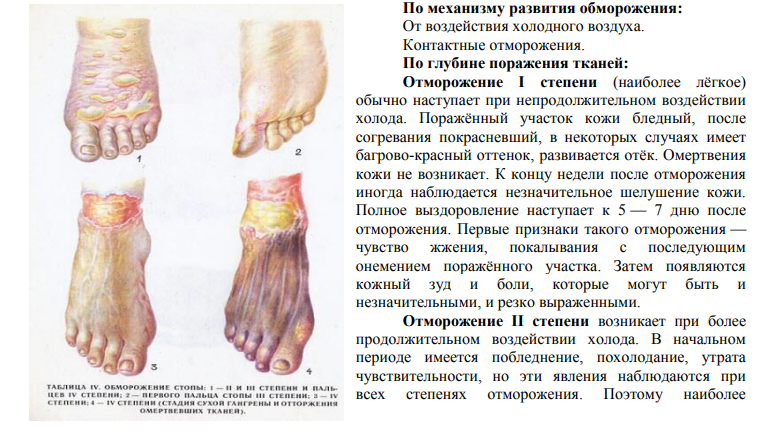 По механизму развития обморожения:
От воздействия холодного воздуха.
Контактные отморожения.
По глубине поражения тканей:
Отморожение I степени (наиболее лёгкое)
обычно наступает при непродолжительном воздействии
холода. Поражённый участок кожи бледный, после
согревания покрасневший, в некоторых случаях имеет
багрово-красный оттенок, развивается отёк. Омертвения
кожи не возникает. К концу недели после отморожения
иногда наблюдается незначительное шелушение кожи.
Полное выздоровление наступает к 5 — 7 дню после
отморожения. Первые признаки такого отморожения —
чувство жжения, покалывания с последующим
онемением поражённого участка. Затем появляются
кожный зуд и боли, которые могут быть и
незначительными, и резко выраженными.
Отморожение II степени возникает при более
продолжительном воздействии холода. В начальном
периоде имеется побледнение, похолодание, утрата
чувствительности, но эти явления наблюдаются при
всех степенях отморожения. Поэтому наиболее
1
2
3
4
ТАБЛИЦА IV. ОБМОРОЖЕНИЕ СТОПЫ: 1 — II И III СТЕПЕНИ И ПАЛЬ-
ЦЕВ IV СТЕПЕНИ; 2 — ПЕРВОГО ПАЛЬЦА СТОПЫ III СТЕПЕНИ; 3 — IV
СТЕПЕНИ; 4 — IV СТЕПЕНИ (СТАДИЯ СУХОЙ ГАНГРЕНЫ И ОТТОРЖЕНИЯ
ОМЕРТВЕВШИХ ТКАНЕЙ).